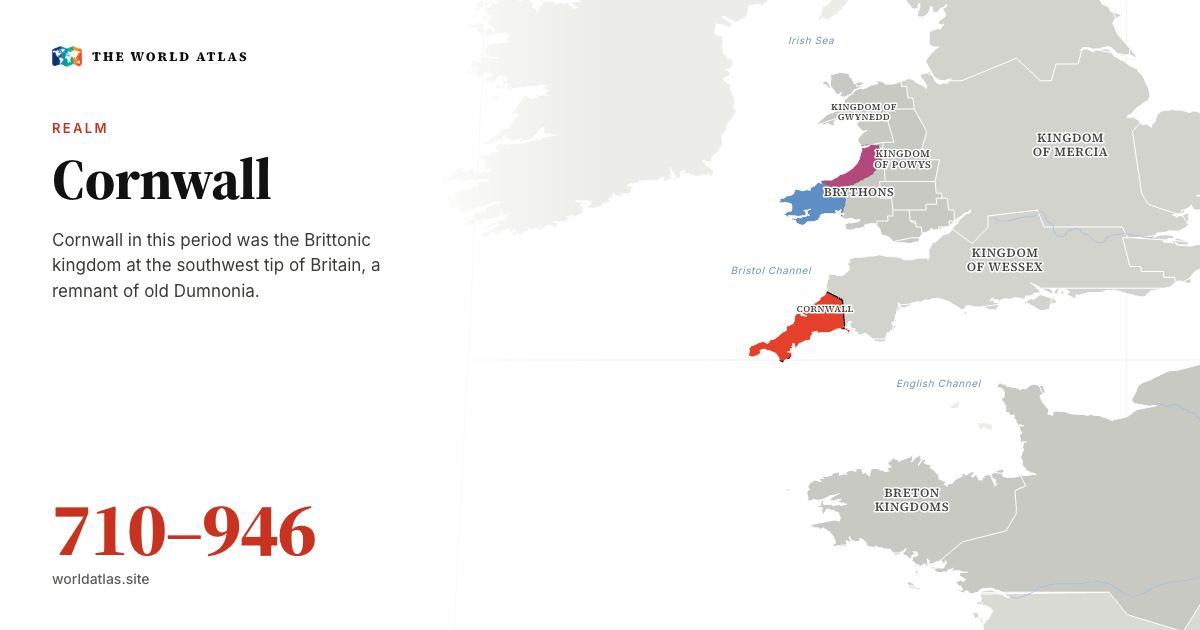 THE WORLD ATLAS
REALM
Cornwall
Cornwall in this period was the Brittonic
kingdom at the southwest tip of Britain, a
remnant of old Dumnonia.
710–946
worldatlas.site
Irish Sea
KINGDOM OF
GWYNEDD
KINGDOM
OF MERCIA
KINGDOM
OF POWYS
BRYTHONS
KINGDOM
OF WESSEX
Bristol Channel
CORNWALL
English Channel
BRETON
KINGDOMS